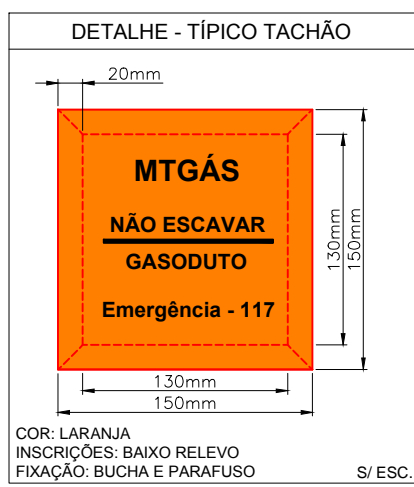 DETALHE - TÍPICO TACHÃO
20mm
MTGÁS
NÃO ESCAVAR
GASODUTO
Emergência - 117
130mm
150mm
130mm
150mm
COR: LARANJA
INSCRIÇÕES: BAIXO RELEVO
FIXAÇÃO: BUCHA E PARAFUSO
S/ ESC.